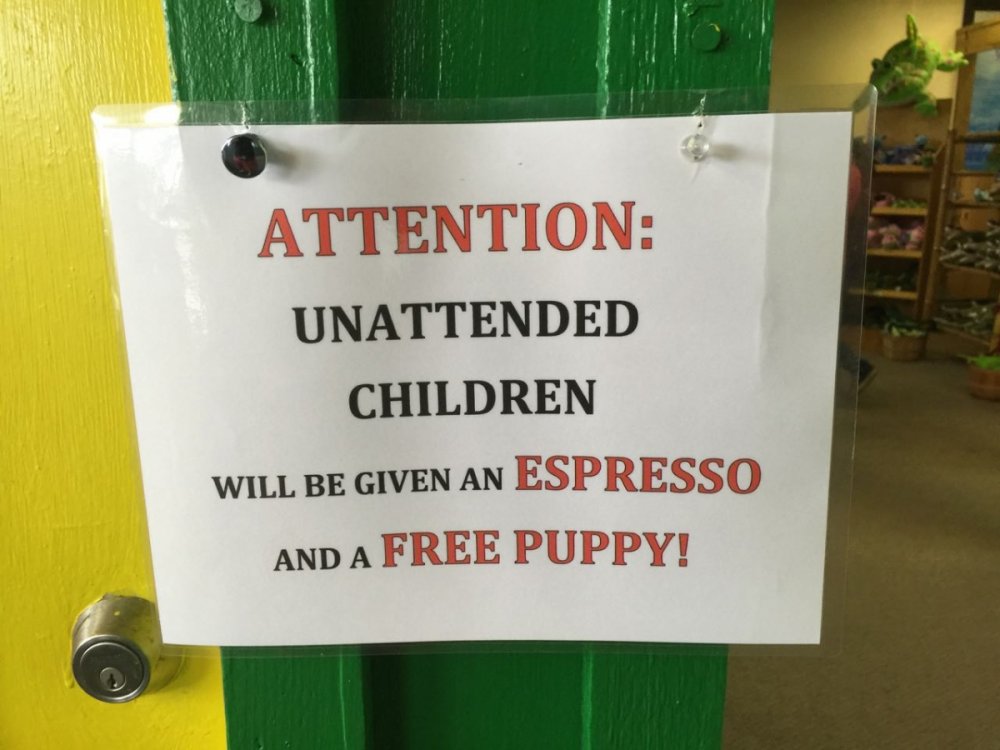 ATTENTION:
UNATTENDED
CHILDREN
WILL BE GIVEN AN ESPRESSO
AND A FREE PUPPY!